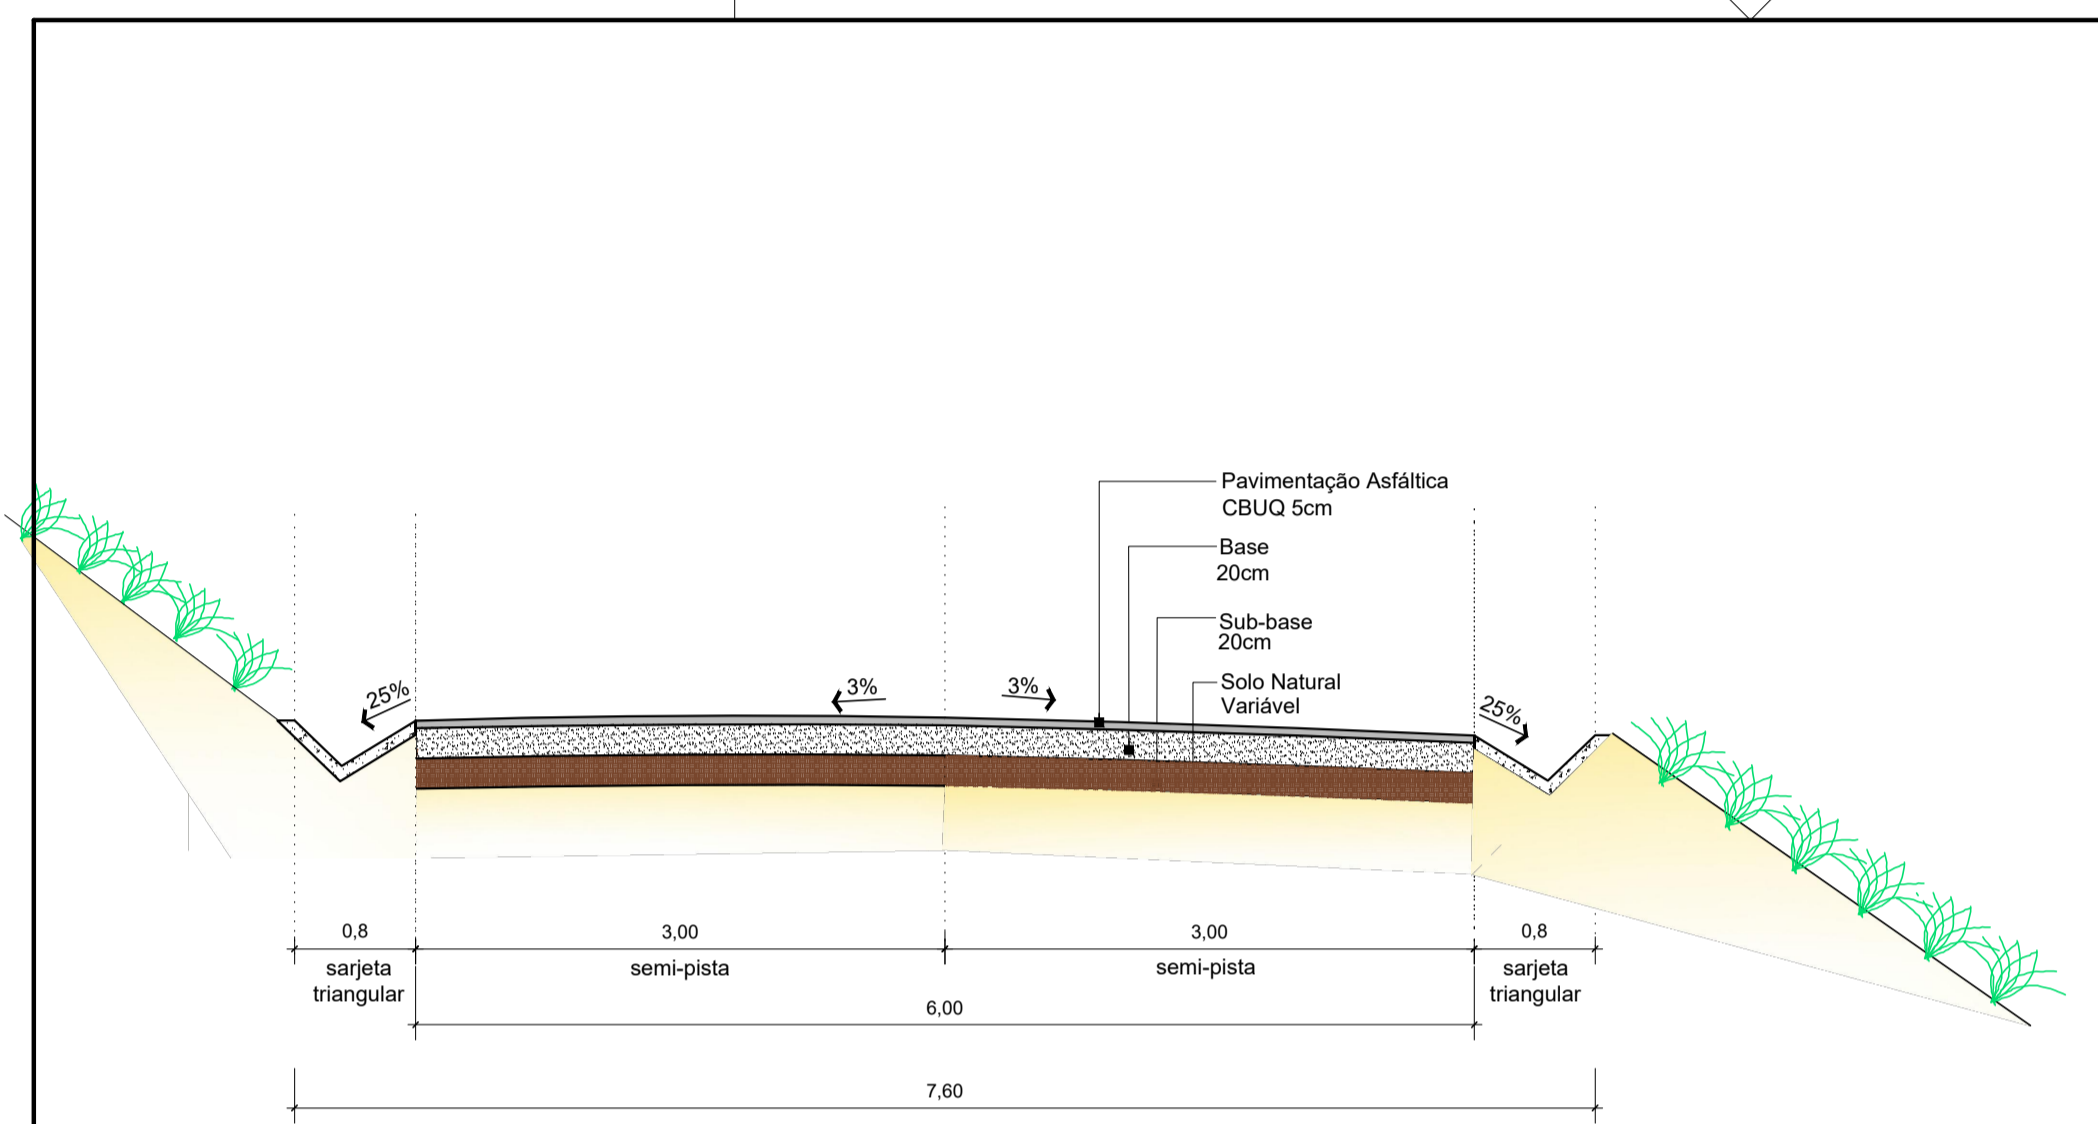 Pavimentação Asfáltica
CBUQ 5cm
Base
20cm
Sub-base
20cm
Solo Natural
Variável
25%
3%
3%
25%
0,8
3,00
3,00
0,8
sarjeta
triangular
semi-pista
semi-pista
sarjeta
triangular
6,00
7,60